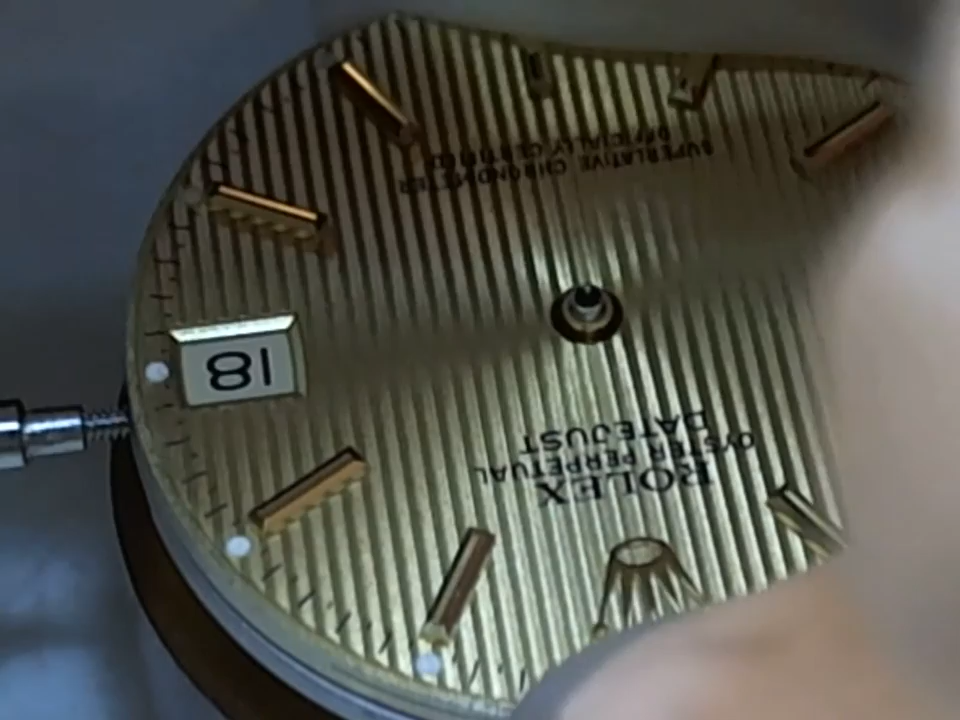 ROLEX
OYSTER PERPETUAL
DATEJUST
SUPERLATIVE CHRONOMETER
OFFICIALLY CERTIFIED
18